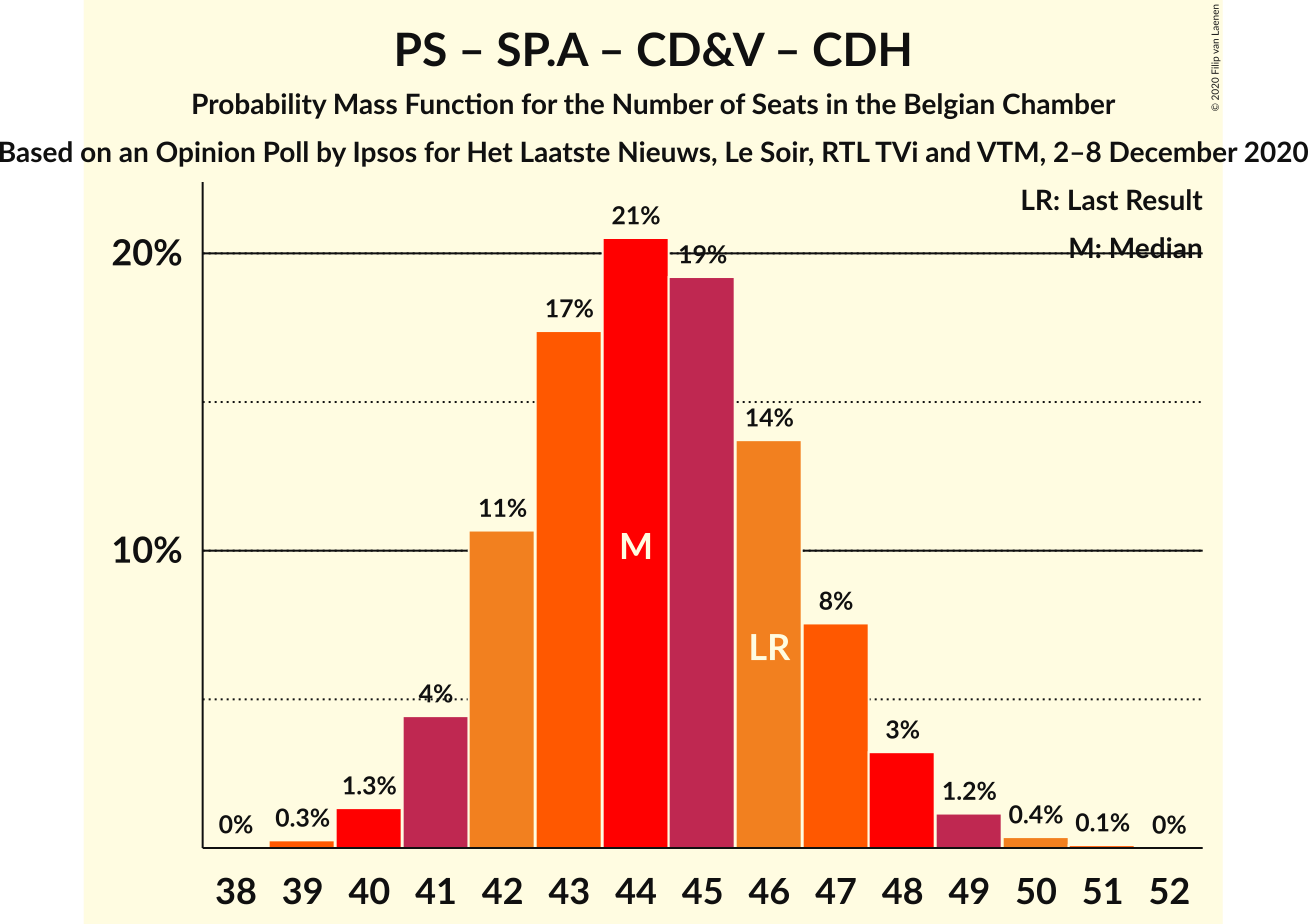 PS – SP.A – CD&V – CDH
Probability Mass Function for the Number of Seats in the Belgian Chamber
Based on an Opinion Poll by Ipsos for Het Laatste Nieuws, Le Soir, RTL TVi and VTM, 2–8 December 2020
© 2020 Filip van Laenen
LR: Last Result
M: Median
20%
10%
0%
0.3%
1.3%
4%
11%
17%
21%
19%
14%
8%
3%
1.2%
0.4%
0.1%
0%
M
LR
38 39 40 41 42 43 44 45 46 47 48 49 50 51 52